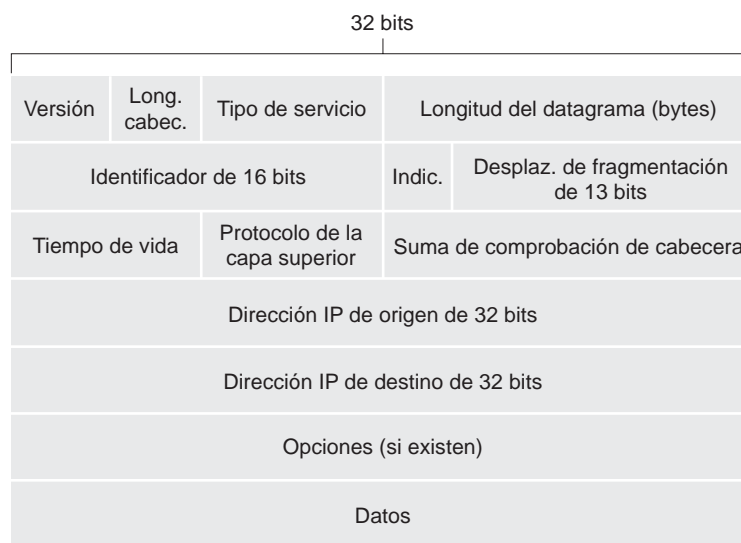 32 bits
Versión
Long.
cabec.
Tipo de servicio
Longitud del datagrama (bytes)
Identificador de 16 bits
Indic.
Desplaz. de fragmentación
de 13 bits
Tiempo de vida
Protocolo de la
capa superior
Suma de comprobación de cabecera
Dirección IP de origen de 32 bits
Dirección IP de destino de 32 bits
Opciones (si existen)
Datos